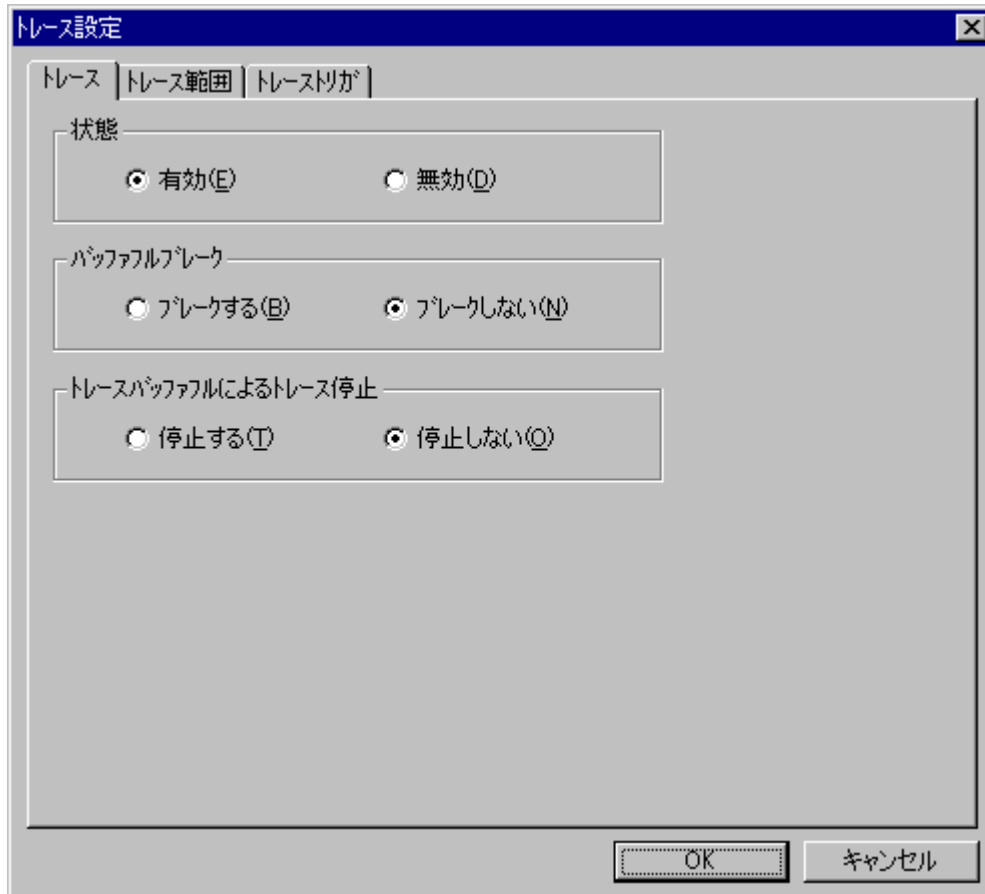 ﾄﾚｰｽ設定
ﾄﾚｰｽ ﾄﾚｰｽ範囲 ﾄﾚｰｽﾄﾘｶﾞ
状態
有効(E) 無効(D)
ﾊﾞｯﾌｧﾌﾙﾌﾞﾚｰｸ
ﾌﾞﾚｰｸする(B) ﾌﾞﾚｰｸしない(N)
ﾄﾚｰｽﾊﾞｯﾌｧﾌﾙによるﾄﾚｰｽ停止
停止する(T) 停止しない(O)
OK キャンセル